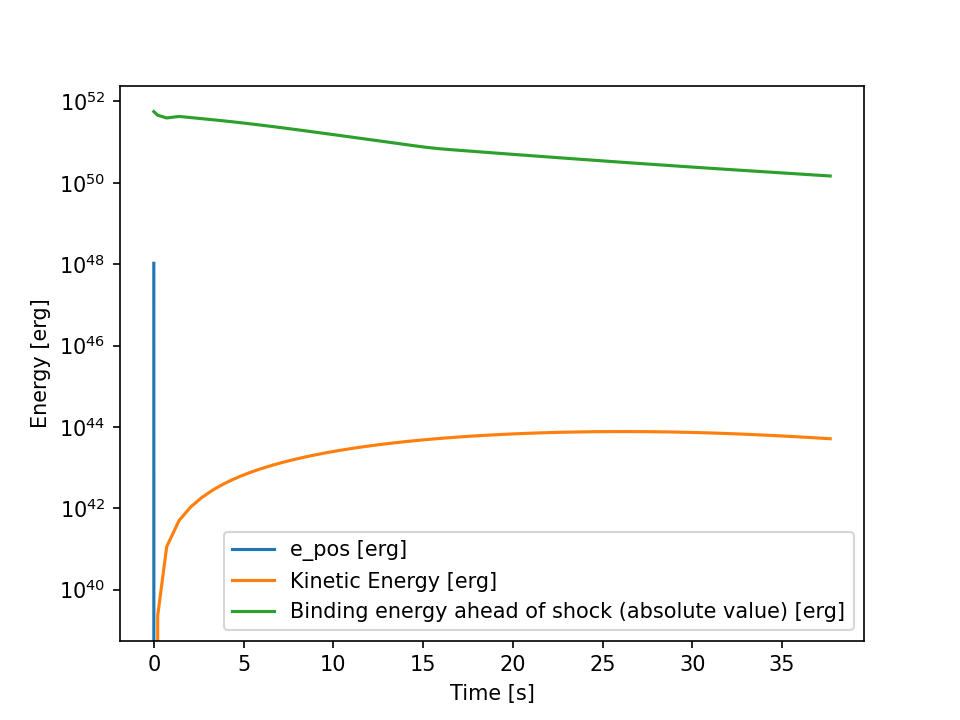 10^52
10^50
10^48
10^46
10^44
10^42
10^40
Energy [erg]
e_pos [erg]
Kinetic Energy [erg]
Binding energy ahead of shock (absolute value) [erg]
0 5 10 15 20 25 30 35
Time [s]